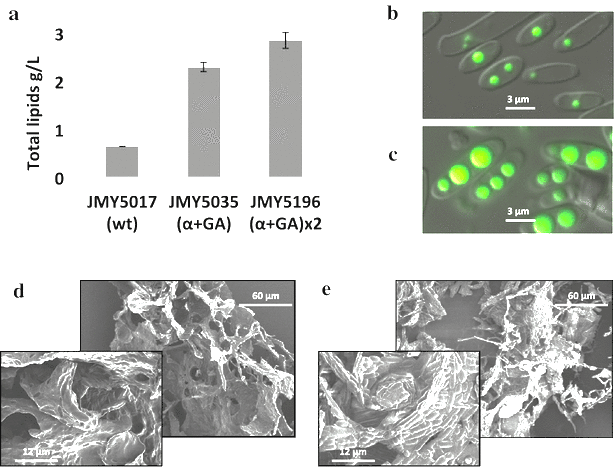 a
Total lipids g/L
3
2
1
0
JMY5017 JMY5035 JMY5196
(wt) (α+GA) (α+GA)x2
b
3 µm
c
3 µm
d
60 µm
12 µm
e
60 µm
12 µm